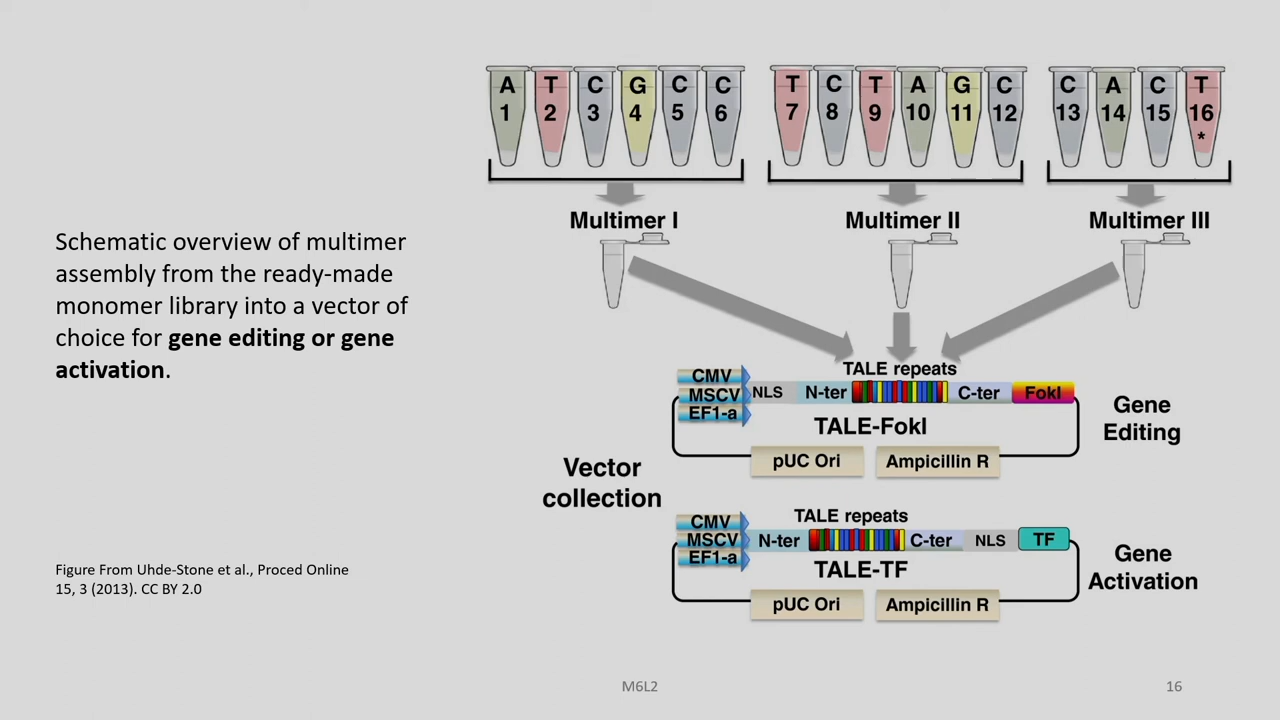 A T C G C C T C T A G C C A C T
1 2 3 4 5 6 7 8 9 10 11 12 13 14 15 16
*
Multimer I Multimer II Multimer III
Schematic overview of multimer
assembly from the ready-made
monomer library into a vector of
choice for gene editing or gene
activation.
TALE repeats
CMV
MSCV NLS N-ter C-ter FokI
EF1-a
TALE-FokI
Gene
Editing
pUC Ori Ampicillin R
Vector
collection
TALE repeats
CMV
MSCV N-ter C-ter NLS TF
EF1-a
TALE-TF
Gene
Activation
pUC Ori Ampicillin R
Figure From Uhde-Stone et al., Proced Online
15, 3 (2013). CC BY 2.0
M6L2
16